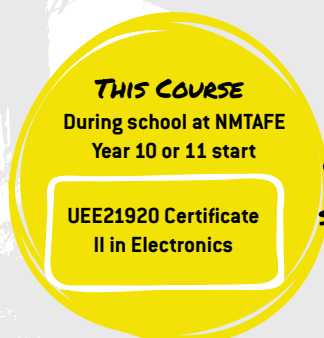 THIS COURSE
During school at NMTAFE
Year 10 or 11 start
UEE21920 Certificate
II in Electronics